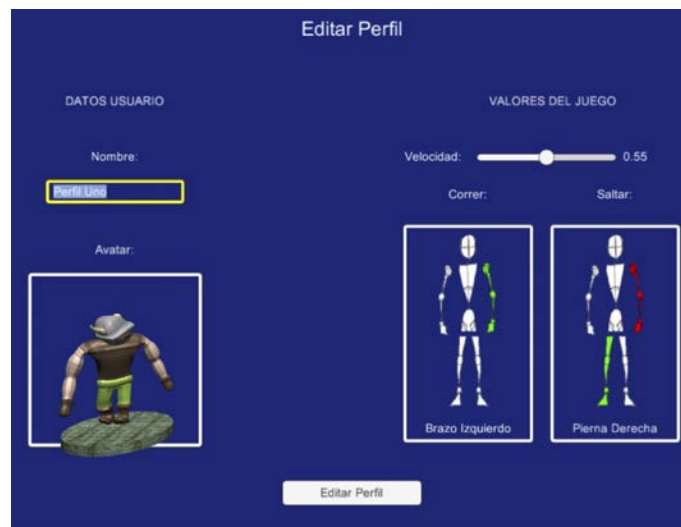 Editar Perfil
DATOS USUARIO
Nombre:
Perfil Uno
Avatar:
VALORES DEL JUEGO
Velocidad: 0.55
Correr:
Saltar:
Brazo Izquierdo
Pierna Derecha
Editar Perfil